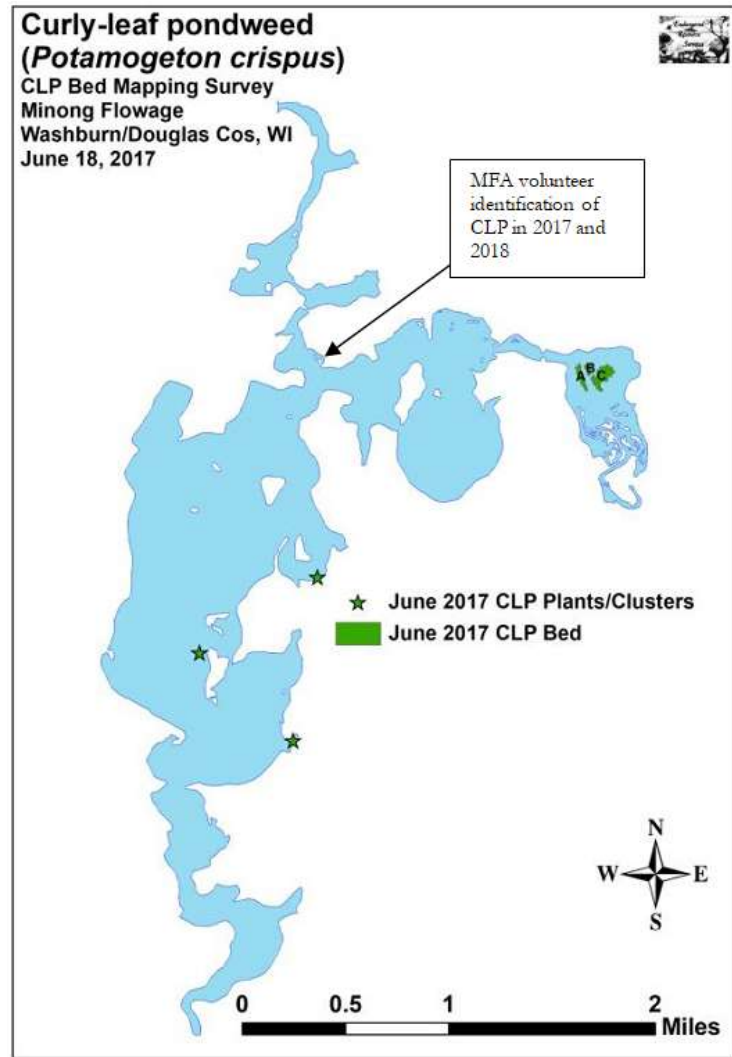 Curly-leaf pondweed
(Potamogeton crispus)
CLP Bed Mapping Survey
Minong Flowage
Washburn/Douglas Cos, WI
June 18, 2017
MFA volunteer
identification of
CLP in 2017 and
2018
A B C
June 2017 CLP Plants/Clusters
June 2017 CLP Bed
N
W E
S
0 0.5 1 2
Miles